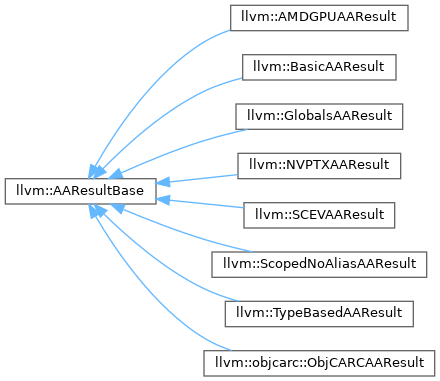 llvm::AMDGPUAAResult
llvm::BasicAAResult
llvm::GlobalsAAResult
llvm::NVPTXAAResult
llvm::AAResultBase
llvm::SCEVAAResult
llvm::ScopedNoAliasAAResult
llvm::TypeBasedAAResult
llvm::objcarc::ObjCARCAAResult